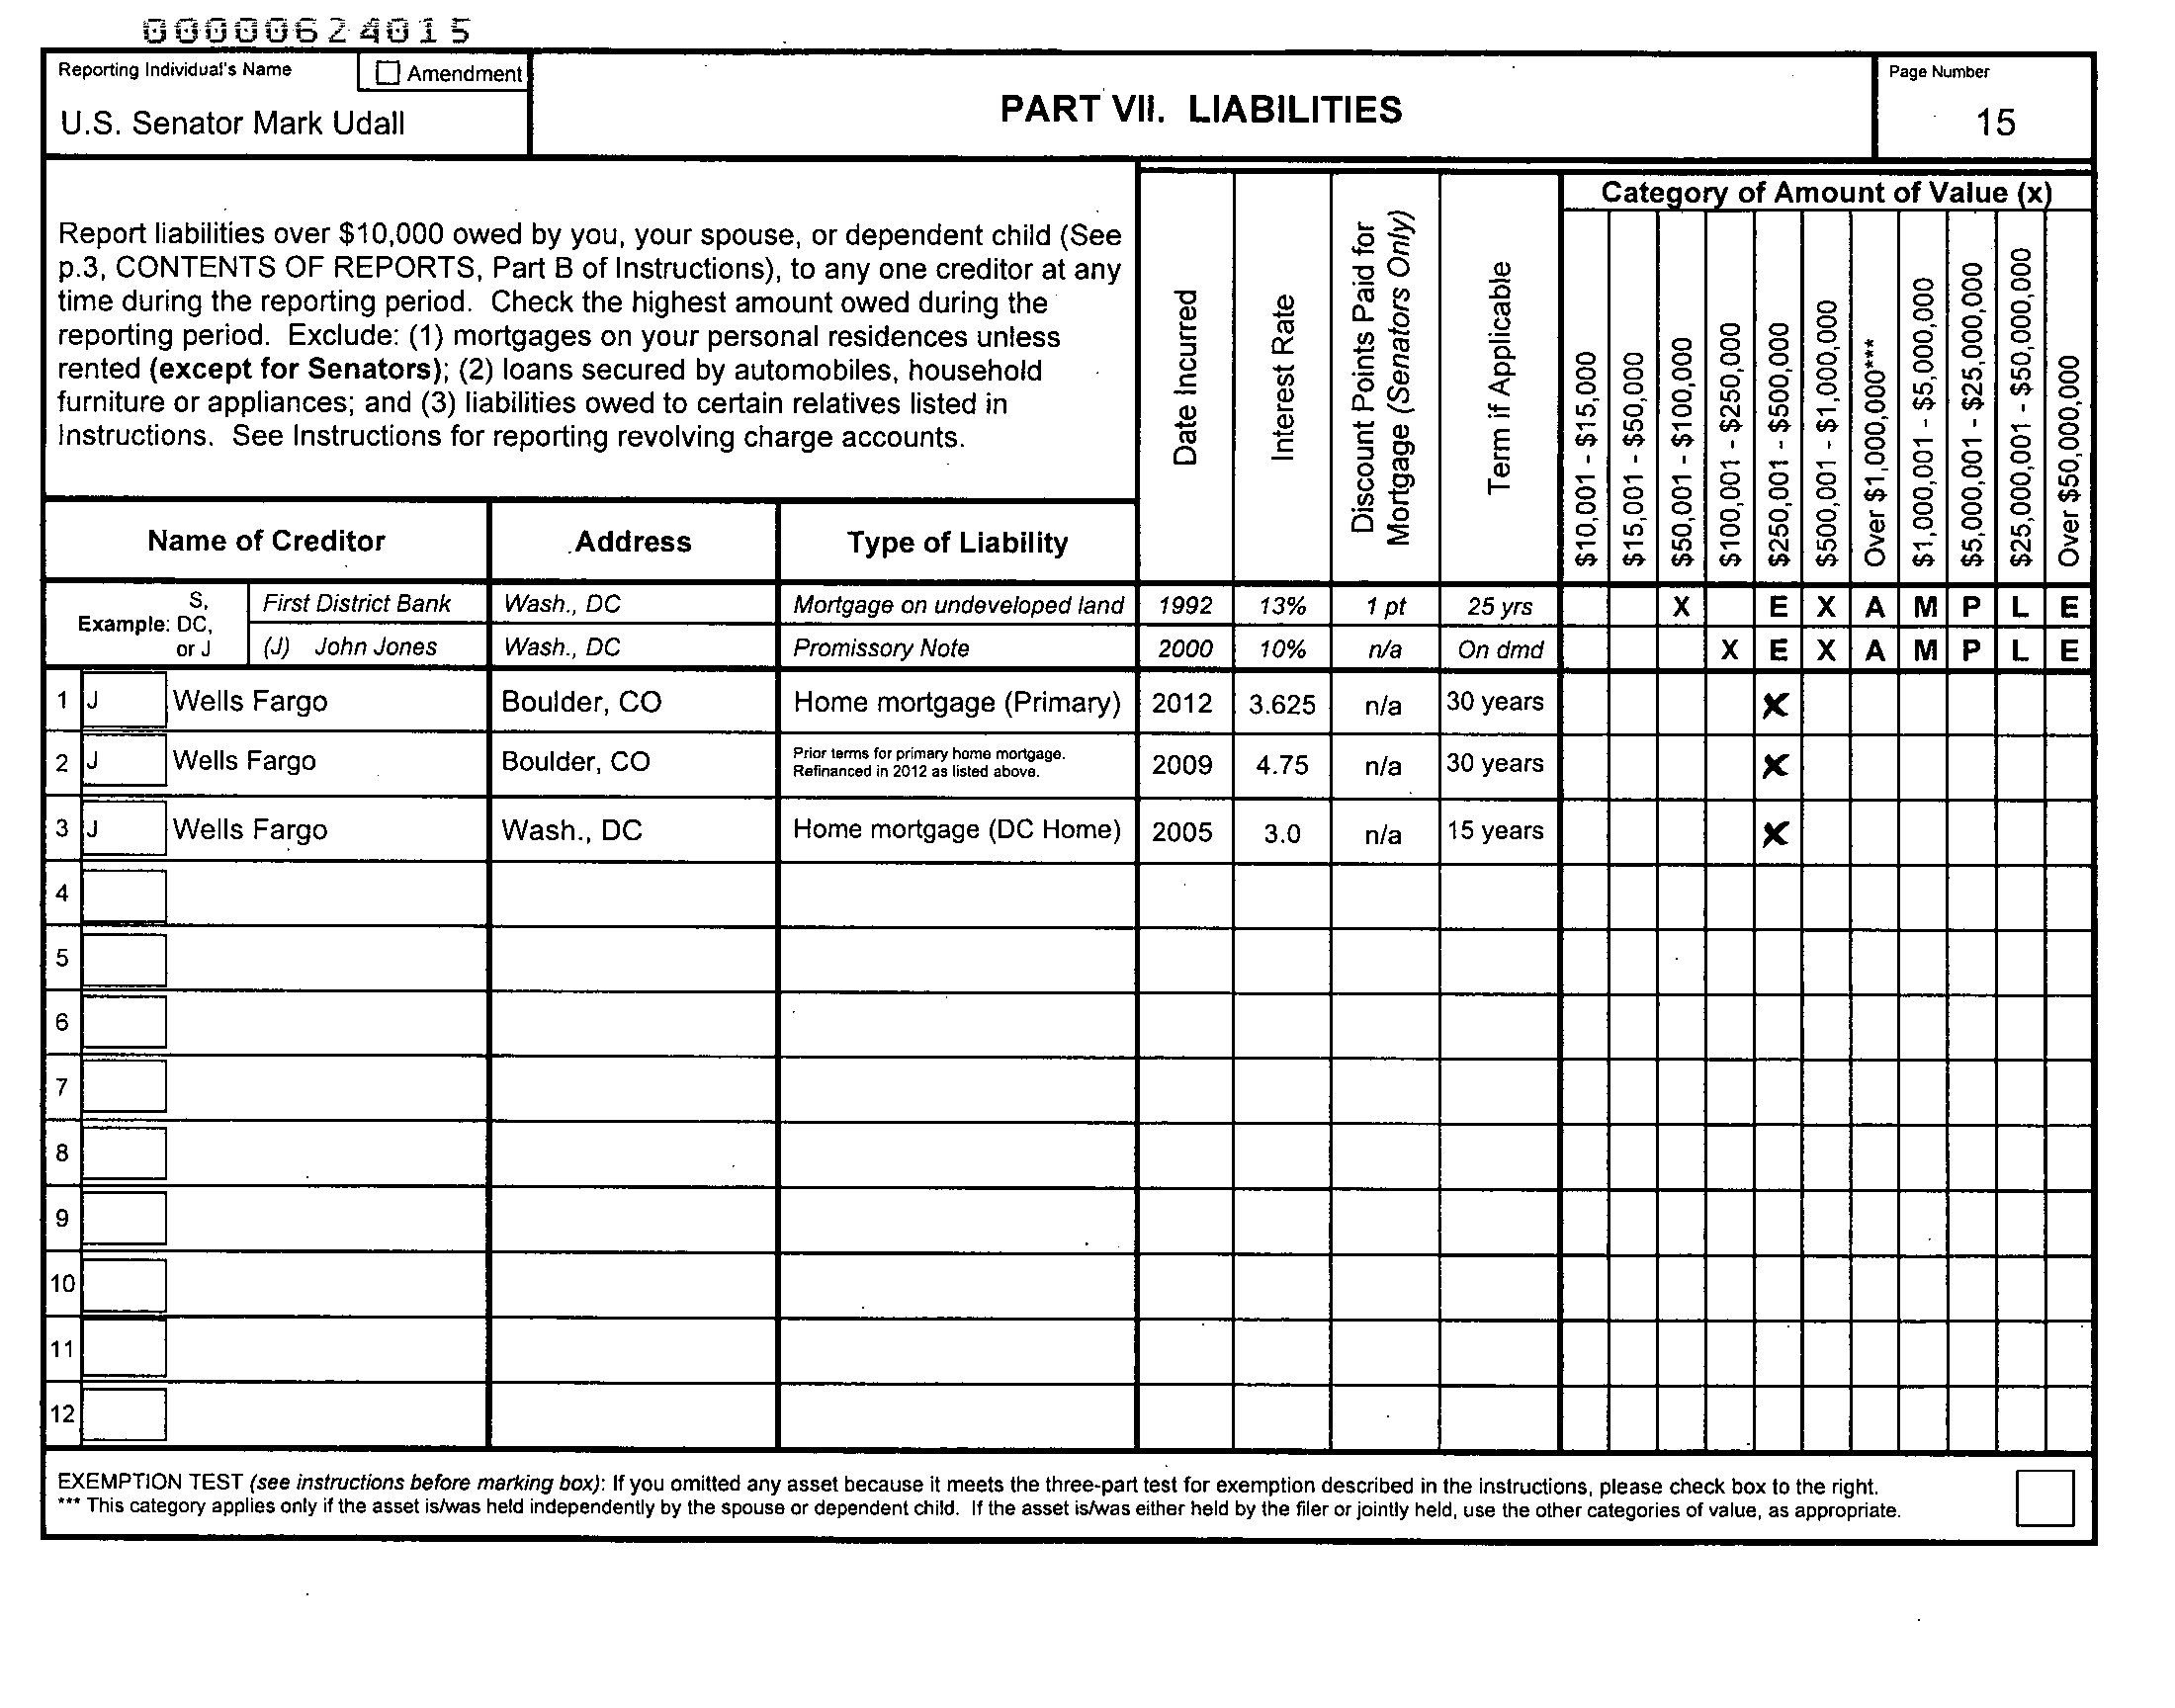 00000624015
Reporting Individual's Name
Amendment
U.S. Senator Mark Udall
PART VII. LIABILITIES
Page Number
15
Report liabilities over $10,000 owed by you, your spouse, or dependent child (See
p.3, CONTENTS OF REPORTS, Part B of Instructions), to any one creditor at any
time during the reporting period. Check the highest amount owed during the
reporting period. Exclude: (1) mortgages on your personal residences unless
rented (except for Senators); (2) loans secured by automobiles, household
furniture or appliances; and (3) liabilities owed to certain relatives listed in
Instructions. See Instructions for reporting revolving charge accounts.
Name of Creditor
Address
Type of Liability
Date Incurred
Interest Rate
Discount Points Paid for
Mortgage (Senators Only)
Term if Applicable
Category of Amount of Value (x)
$10,001 - $15,000
$15,001 - $50,000
$50,001 - $100,000
$100,001 - $250,000
$250,001 - $500,000
$500,001 - $1,000,000
Over $1,000,000***
$1,000,001 - $5,000,000
$5,000,001 - $25,000,000
$25,000,001 - $50,000,000
Over $50,000,000
Example: S, DC, or J
First District Bank Wash., DC Mortgage on undeveloped land 1992 13% 1 pt 25 yrs X E X A M P L E
(J) John Jones Wash., DC Promissory Note 2000 10% n/a On dmd X E X A M P L E
1 J Wells Fargo Boulder, CO Home mortgage (Primary) 2012 3.625 n/a 30 years X
2 J Wells Fargo Boulder, CO Prior terms for primary home mortgage.
Refinanced in 2012 as listed above. 2009 4.75 n/a 30 years X
3 J Wells Fargo Wash., DC Home mortgage (DC Home) 2005 3.0 n/a 15 years X
4
5
6
7
8
9
10
11
12
EXEMPTION TEST (see instructions before marking box): If you omitted any asset because it meets the three-part test for exemption described in the instructions, please check box to the right.
*** This category applies only if the asset is/was held independently by the spouse or dependent child. If the asset is/was either held by the filer or jointly held, use the other categories of value, as appropriate.